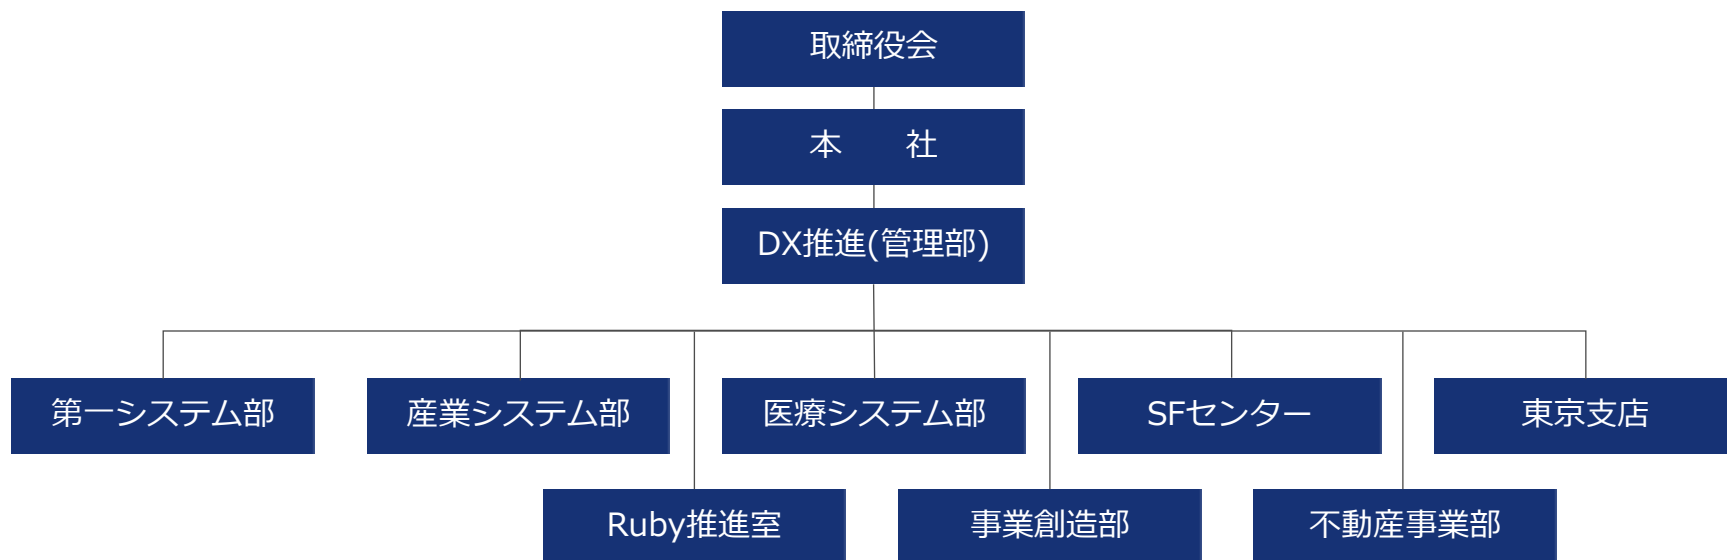 取締役会
本　　社
DX推進(管理部)
第一システム部
産業システム部
医療システム部
SFセンター
東京支店
Ruby推進室
事業創造部
不動産事業部